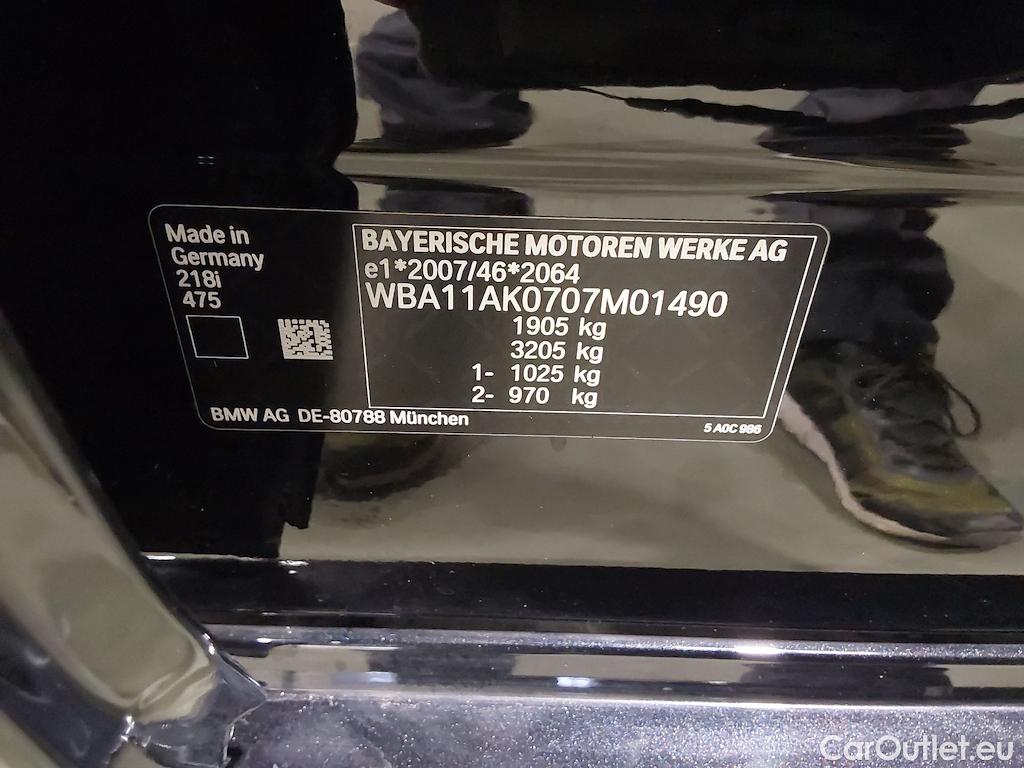 Made in
Germany
218i
475
BAYERISCHE MOTOREN WERKE AG
e1*2007/46*2064
WBA11AK0707M01490
1905 kg
3205 kg
1- 1025 kg
2- 970 kg
BMW AG DE-80788 München
5 A0C 986
CarOutlet.eu